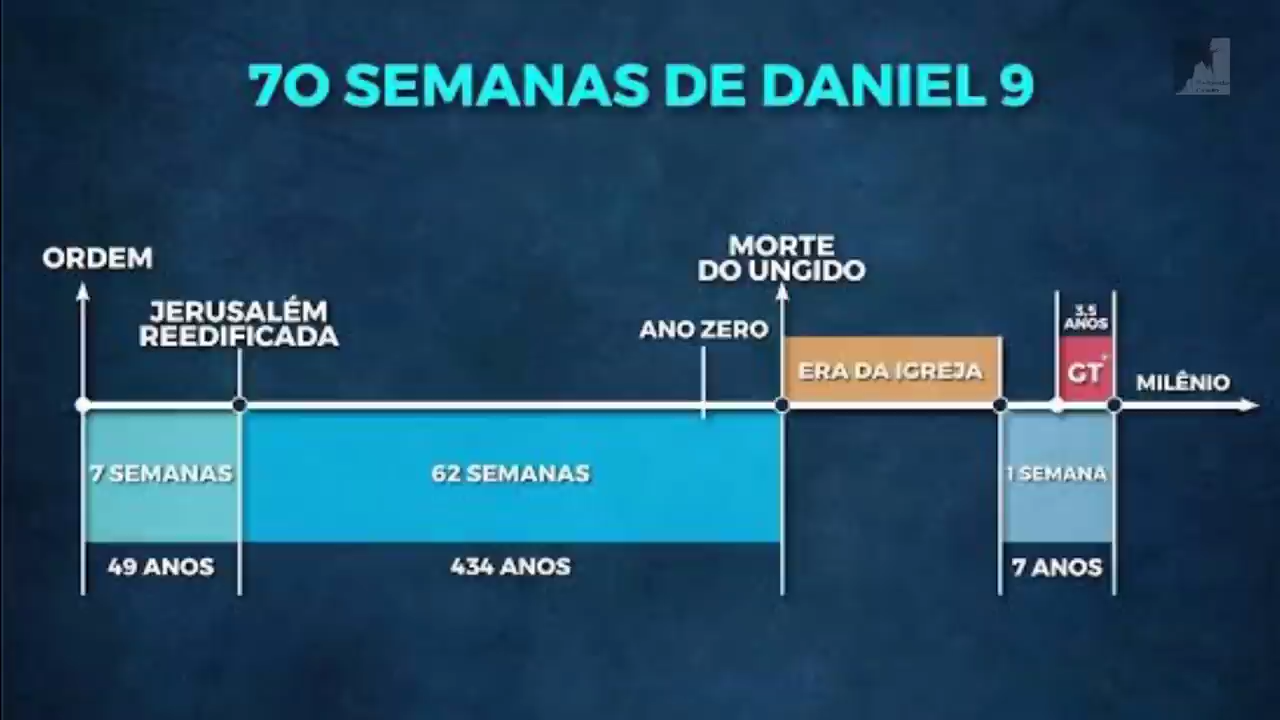 70 SEMANAS DE DANIEL 9
ORDEM
JERUSALÉM
REEDIFICADA
ANO ZERO
MORTE
DO UNGIDO
ERA DA IGREJA
3,5
ANOS
GT*
MILÊNIO
7 SEMANAS
62 SEMANAS
1 SEMANA
49 ANOS
434 ANOS
7 ANOS